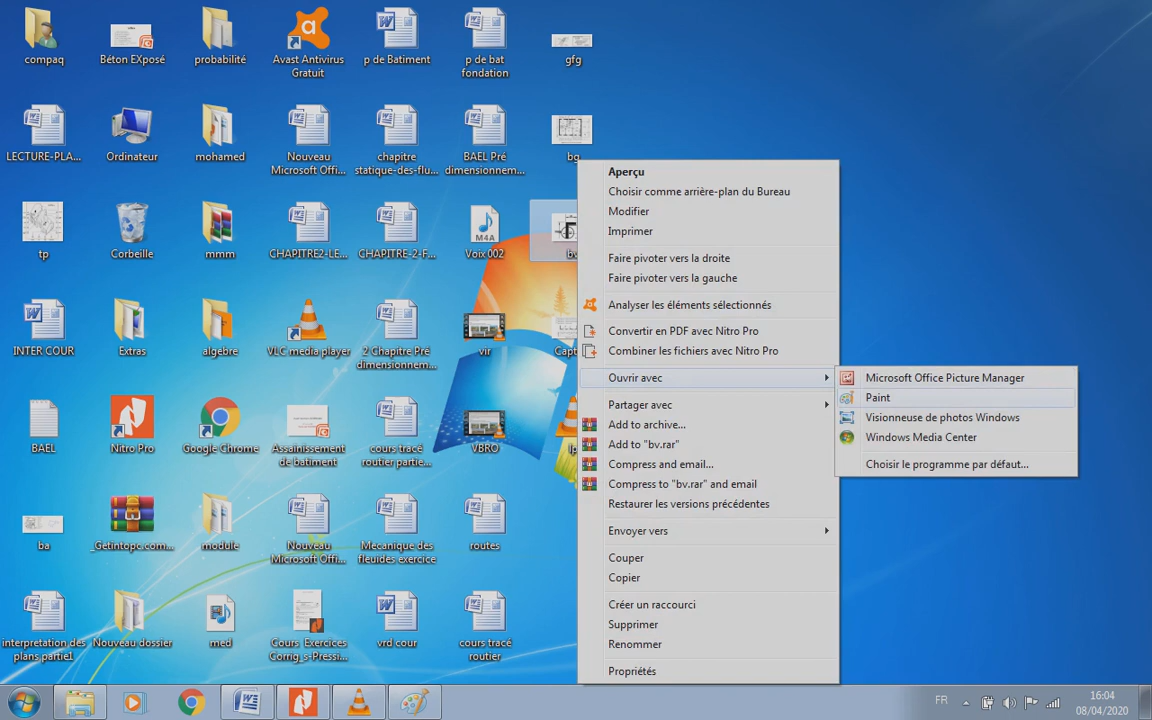 compaq
Béton EXposé
probabilité
Avast Antivirus
Gratuit
p de Batiment
p de bat
fondation
gfg
LECTURE-PLA...
Ordinateur
mohamed
Nouveau
Microsoft Offi...
chapitre
statique-des-flu...
BAEL Pré
dimensionnem...
bg
tp
Corbeille
mmm
CHAPITRE2-LE...
CHAPITRE-2-F...
M4A
Voix 002
bv
INTER COUR
Extras
algebre
VLC media player
2 Chapitre Pré
dimensionnem...
vir
Capt
BAEL
Nitro Pro
Google Chrome
Assainissement
de batiment
cours tracé
routier partie...
VBRO
ba
_Getintopc.com...
module
Nouveau
Microsoft Offi...
Mecanique des
fleuides exercice
routes
interpretation des
plans partie1
Nouveau dossier
med
Cours_Exercices
Corrig_s-Pressi...
vrd cour
cours tracé
routier
Aperçu
Choisir comme arrière-plan du Bureau
Modifier
Imprimer
Faire pivoter vers la droite
Faire pivoter vers la gauche
Analyser les éléments sélectionnés
Convertir en PDF avec Nitro Pro
Combiner les fichiers avec Nitro Pro
Ouvrir avec
Partager avec
Add to archive...
Add to "bv.rar"
Compress and email...
Compress to "bv.rar" and email
Restaurer les versions précédentes
Envoyer vers
Couper
Copier
Créer un raccourci
Supprimer
Renommer
Propriétés
Microsoft Office Picture Manager
Paint
Visionneuse de photos Windows
Windows Media Center
Choisir le programme par défaut...
FR
16:04
08/04/2020